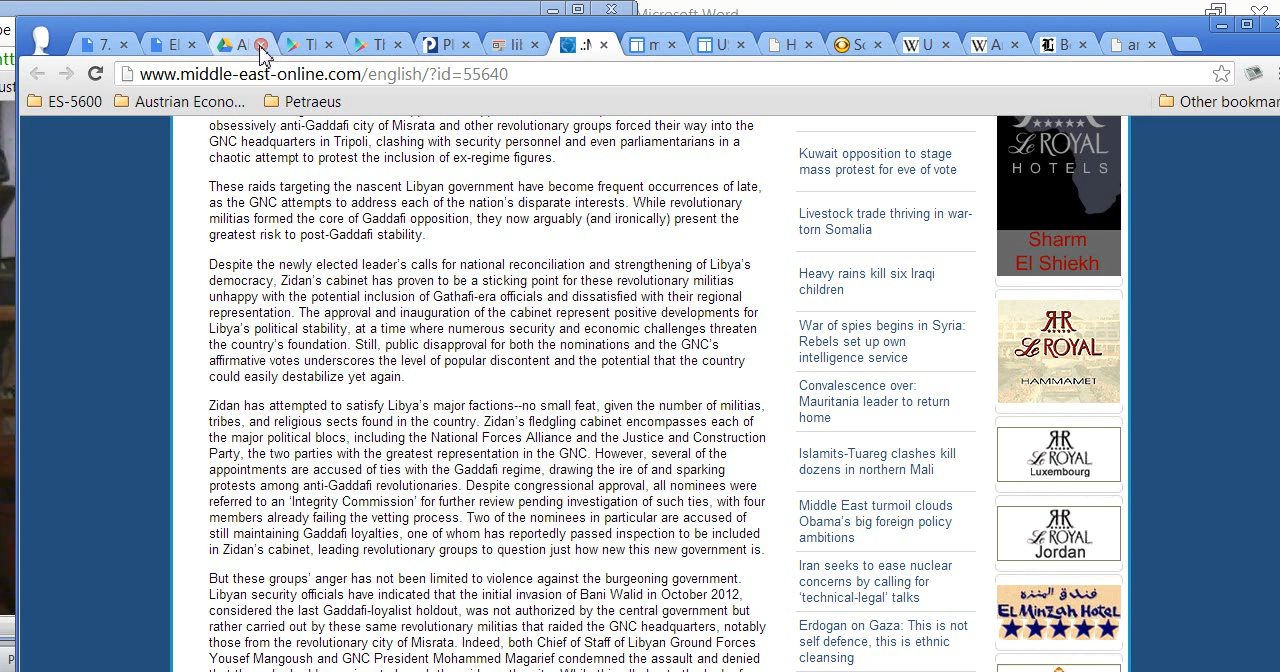 Microsoft Word
7.
El
Al
Tl
Tl
Pl
lib
.:N
m
U
H
Sc
U
A
B
ar
www.middle-east-online.com/english/?id=55640
ES-5600
Austrian Econo...
Petraeus
Other bookmar
obsessively anti-Gaddafi city of Misrata and other revolutionary groups forced their way into the
GNC headquarters in Tripoli, clashing with security personnel and even parliamentarians in a
chaotic attempt to protest the inclusion of ex-regime figures.
These raids targeting the nascent Libyan government have become frequent occurrences of late,
as the GNC attempts to address each of the nation's disparate interests. While revolutionary
militias formed the core of Gaddafi opposition, they now arguably (and ironically) present the
greatest risk to post-Gaddafi stability.
Despite the newly elected leader's calls for national reconciliation and strengthening of Libya's
democracy, Zidan's cabinet has proven to be a sticking point for these revolutionary militias
unhappy with the potential inclusion of Gathafi-era officials and dissatisfied with their regional
representation. The approval and inauguration of the cabinet represent positive developments for
Libya's political stability, at a time where numerous security and economic challenges threaten
the country's foundation. Still, public disapproval for both the nominations and the GNC's
affirmative votes underscores the level of popular discontent and the potential that the country
could easily destabilize yet again.
Zidan has attempted to satisfy Libya's major factions--no small feat, given the number of militias,
tribes, and religious sects found in the country. Zidan's fledgling cabinet encompasses each of
the major political blocs, including the National Forces Alliance and the Justice and Construction
Party, the two parties with the greatest representation in the GNC. However, several of the
appointments are accused of ties with the Gaddafi regime, drawing the ire of and sparking
protests among anti-Gaddafi revolutionaries. Despite congressional approval, all nominees were
referred to an 'Integrity Commission' for further review pending investigation of such ties, with four
members already failing the vetting process. Two of the nominees in particular are accused of
still maintaining Gaddafi loyalties, one of whom has reportedly passed inspection to be included
in Zidan's cabinet, leading revolutionary groups to question just how new this new government is.
But these groups' anger has not been limited to violence against the burgeoning government.
Libyan security officials have indicated that the initial invasion of Bani Walid in October 2012,
considered the last Gaddafi-loyalist holdout, was not authorized by the central government but
rather carried out by the same revolutionary militias that raided the GNC headquarters, notably
those from the revolutionary city of Misrata. Indeed, both Chief of Staff of Libyan Ground Forces
Yousef Mangoush and GNC President Mohammed Magarief condemned the assault and denied
Kuwait opposition to stage
mass protest for eve of vote
Livestock trade thriving in war-
torn Somalia
Heavy rains kill six Iraqi
children
War of spies begins in Syria:
Rebels set up own
intelligence service
Convalescence over:
Mauritania leader to return
home
Islamits-Tuareg clashes kill
dozens in northern Mali
Middle East turmoil clouds
Obama's big foreign policy
ambitions
Iran seeks to ease nuclear
concerns by calling for
'technical-legal' talks
Erdogan on Gaza: This is not
self defence, this is ethnic
cleansing
Le ROYAL
HOTELS
Sharm
El Shiekh
Le ROYAL
HAMMAMET
Le ROYAL
Luxembourg
Le ROYAL
Jordan
فندق المنزه
EL MINZAH HOTEL